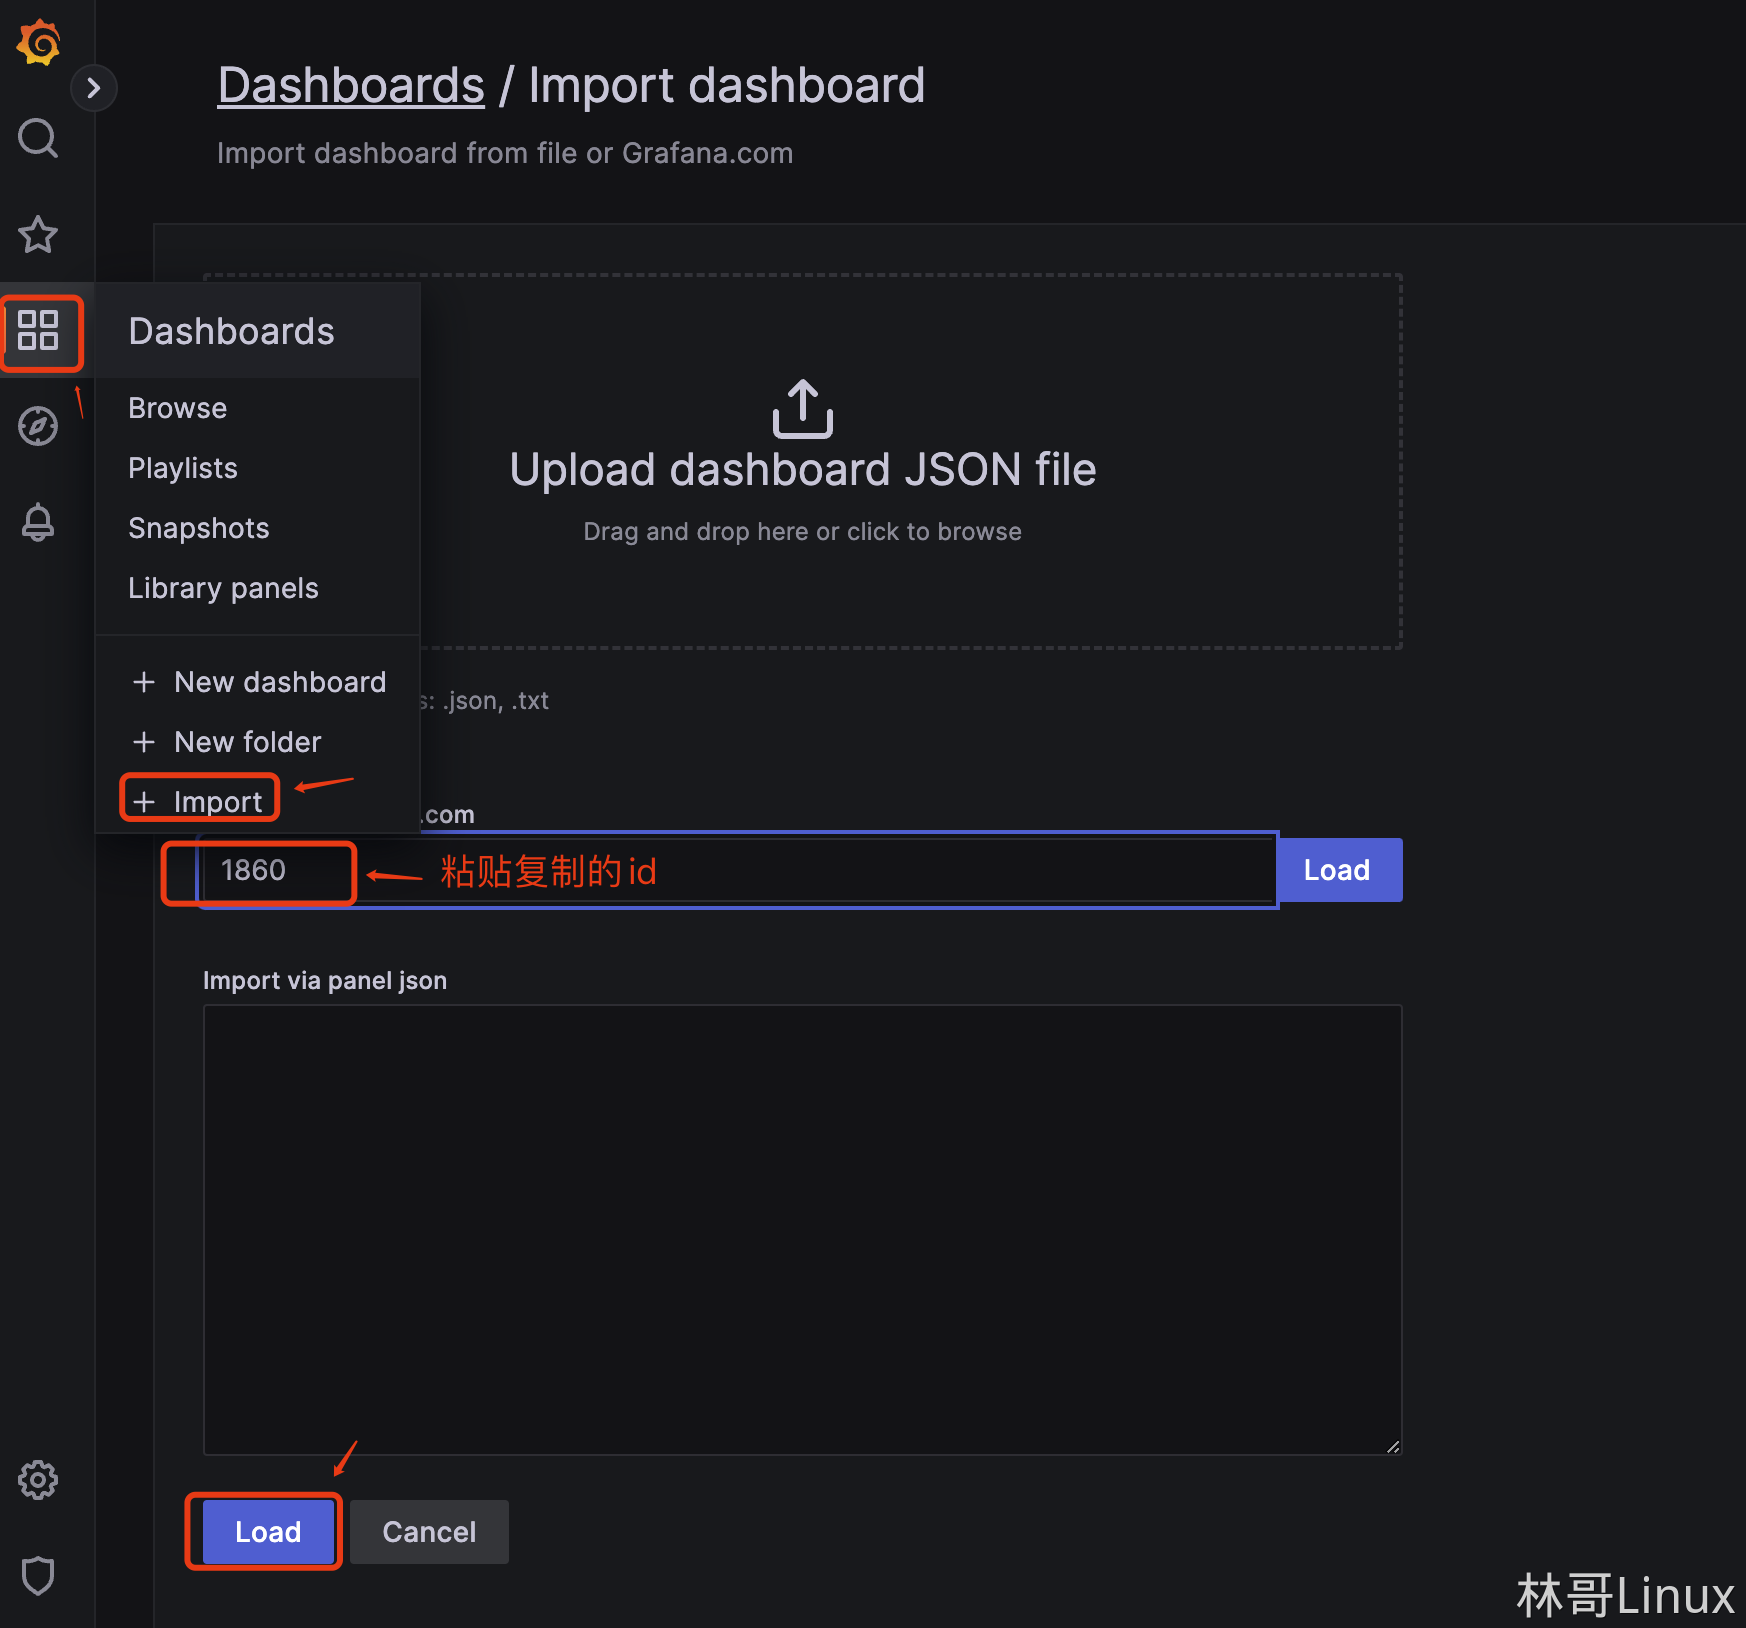 Dashboards / Import dashboard
Import dashboard from file or Grafana.com
Dashboards
Browse
Playlists
Snapshots
Library panels
+ New dashboard
+ New folder
+ Import
Upload dashboard JSON file
Drag and drop here or click to browse
s: .json, .txt
.com
1860
粘贴复制的id
Load
Import via panel json
Load
Cancel
林哥Linux